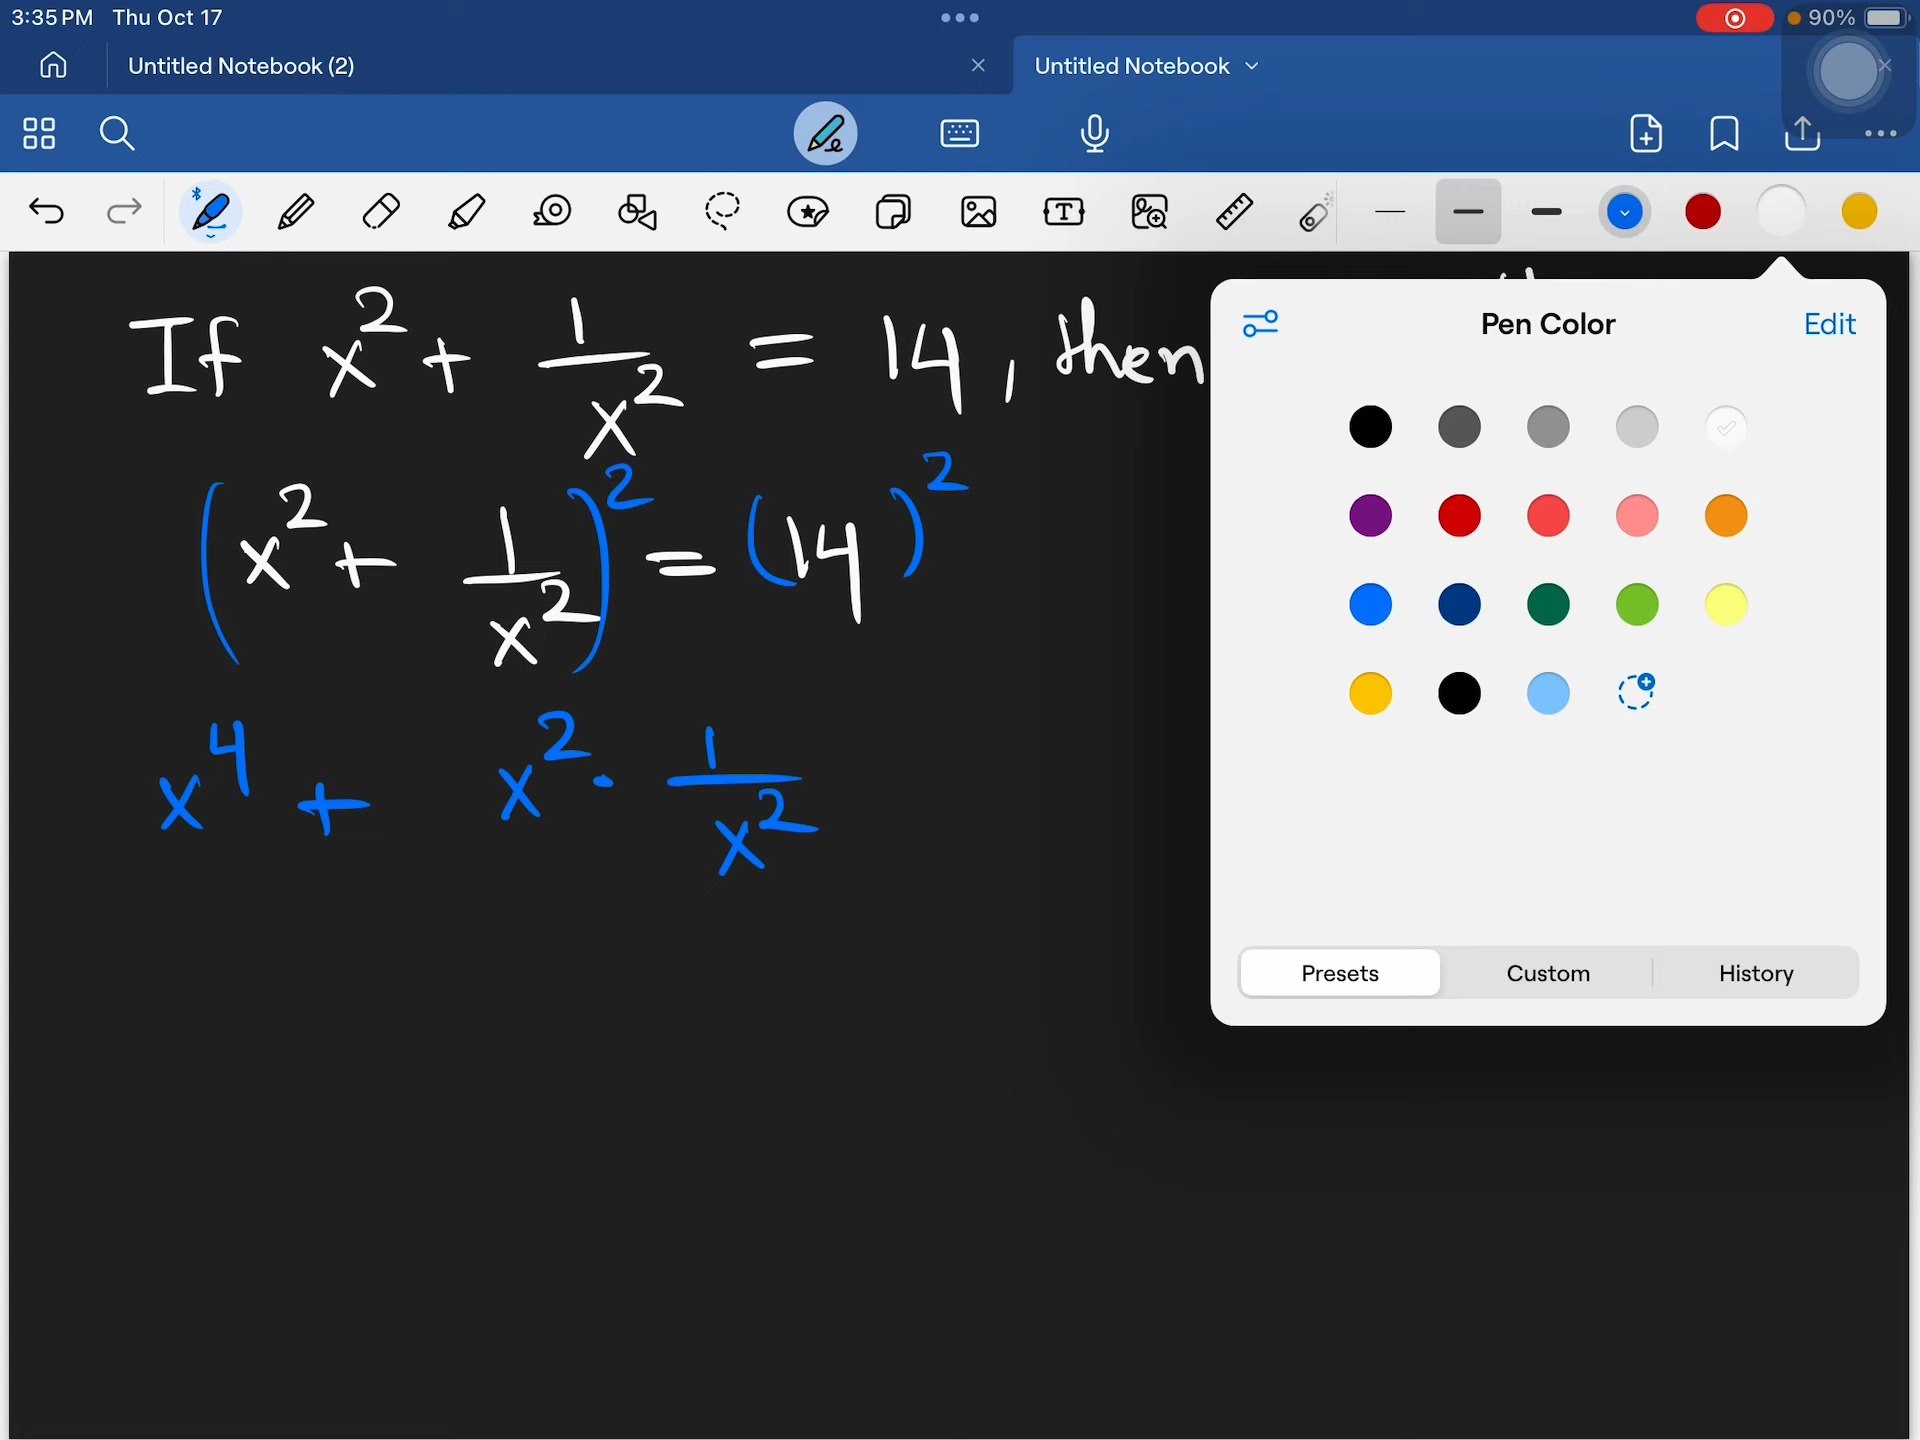 3:35 PM Thu Oct 17
90%
Untitled Notebook (2)
Untitled Notebook
If x² + 1/x² = 14, then
(x² + 1/x²)² = (14)²
x⁴ + x² · 1/x²
Pen Color
Edit
Presets
Custom
History